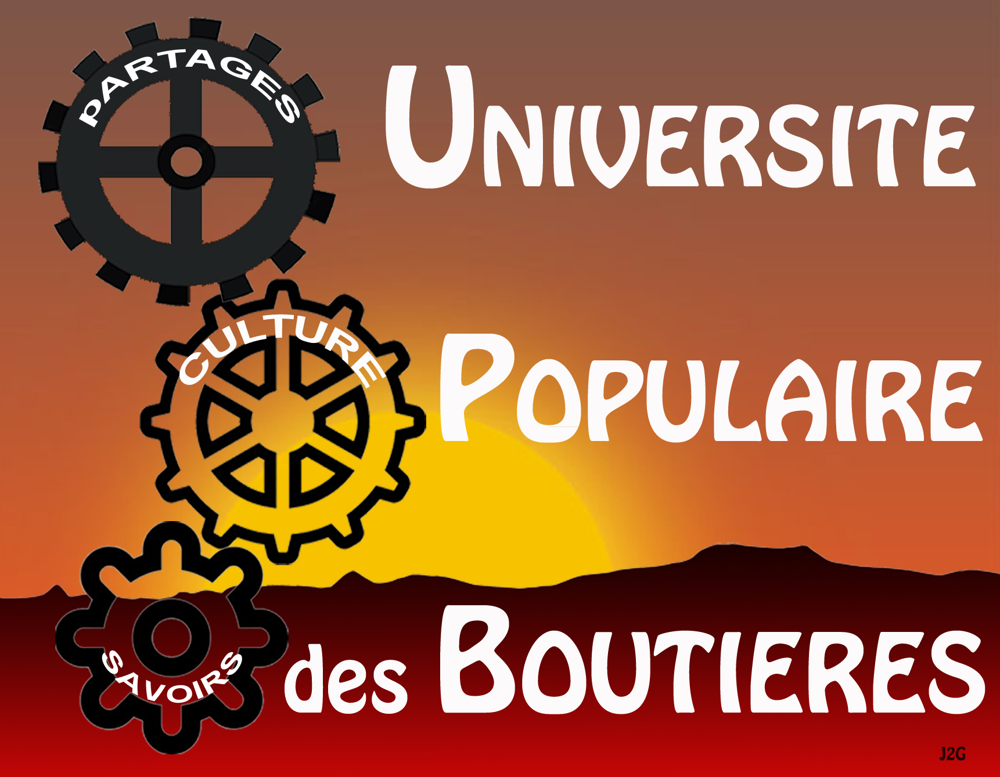 pARTAGES
UNIVERSITE
CULTURE
POPULAIRE
SAVOIRS
des BOUTIERES
J2G